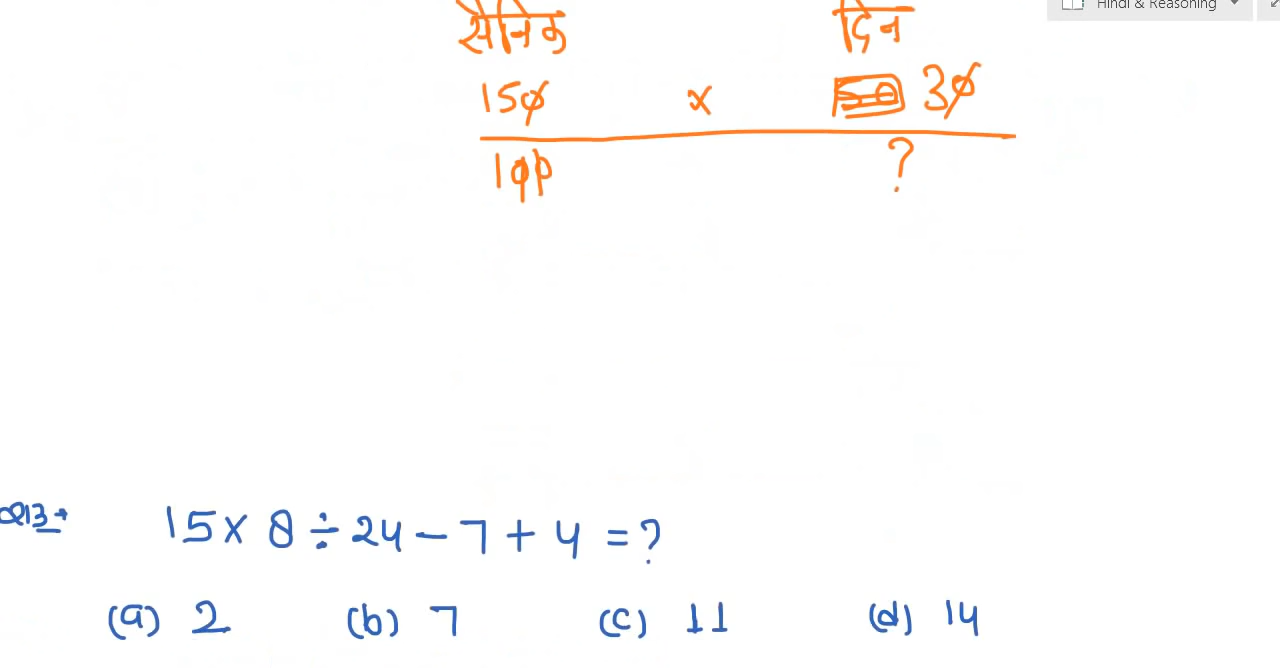 Hindi & Reasoning
सैनिक दिन
150 x 30
100 ?
Q13→ 15 x 8 ÷ 24 - 7 + 4 = ?
(a) 2 (b) 7 (c) 11 (d) 14